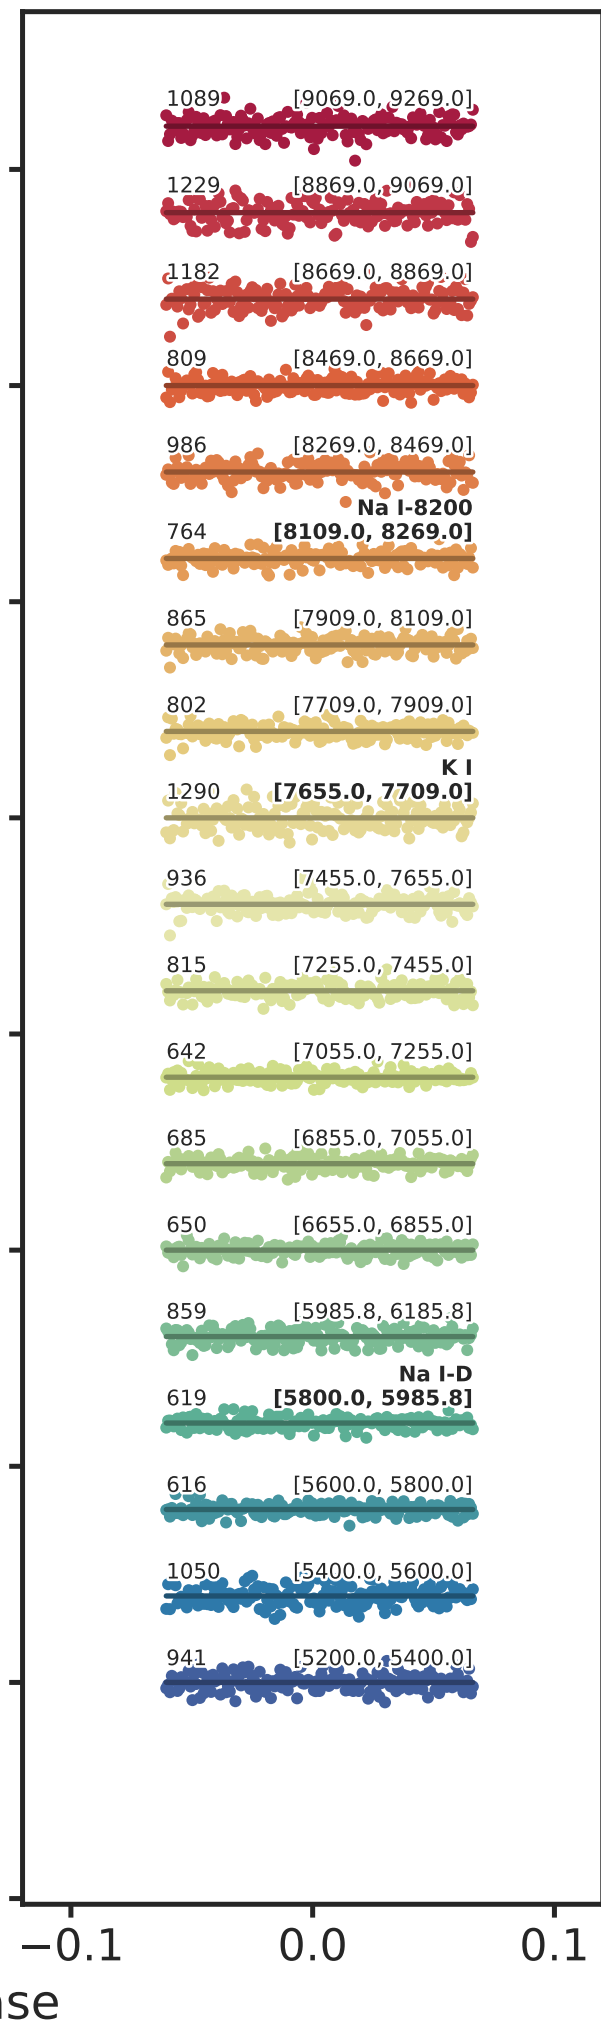 1089 [9069.0, 9269.0]
1229 [8869.0, 9069.0]
1182 [8669.0, 8869.0]
809 [8469.0, 8669.0]
986 [8269.0, 8469.0]
Na I-8200
764 [8109.0, 8269.0]
865 [7909.0, 8109.0]
802 [7709.0, 7909.0]
K I
1290 [7655.0, 7709.0]
936 [7455.0, 7655.0]
815 [7255.0, 7455.0]
642 [7055.0, 7255.0]
685 [6855.0, 7055.0]
650 [6655.0, 6855.0]
859 [5985.8, 6185.8]
Na I-D
619 [5800.0, 5985.8]
616 [5600.0, 5800.0]
1050 [5400.0, 5600.0]
941 [5200.0, 5400.0]
−0.1 0.0 0.1